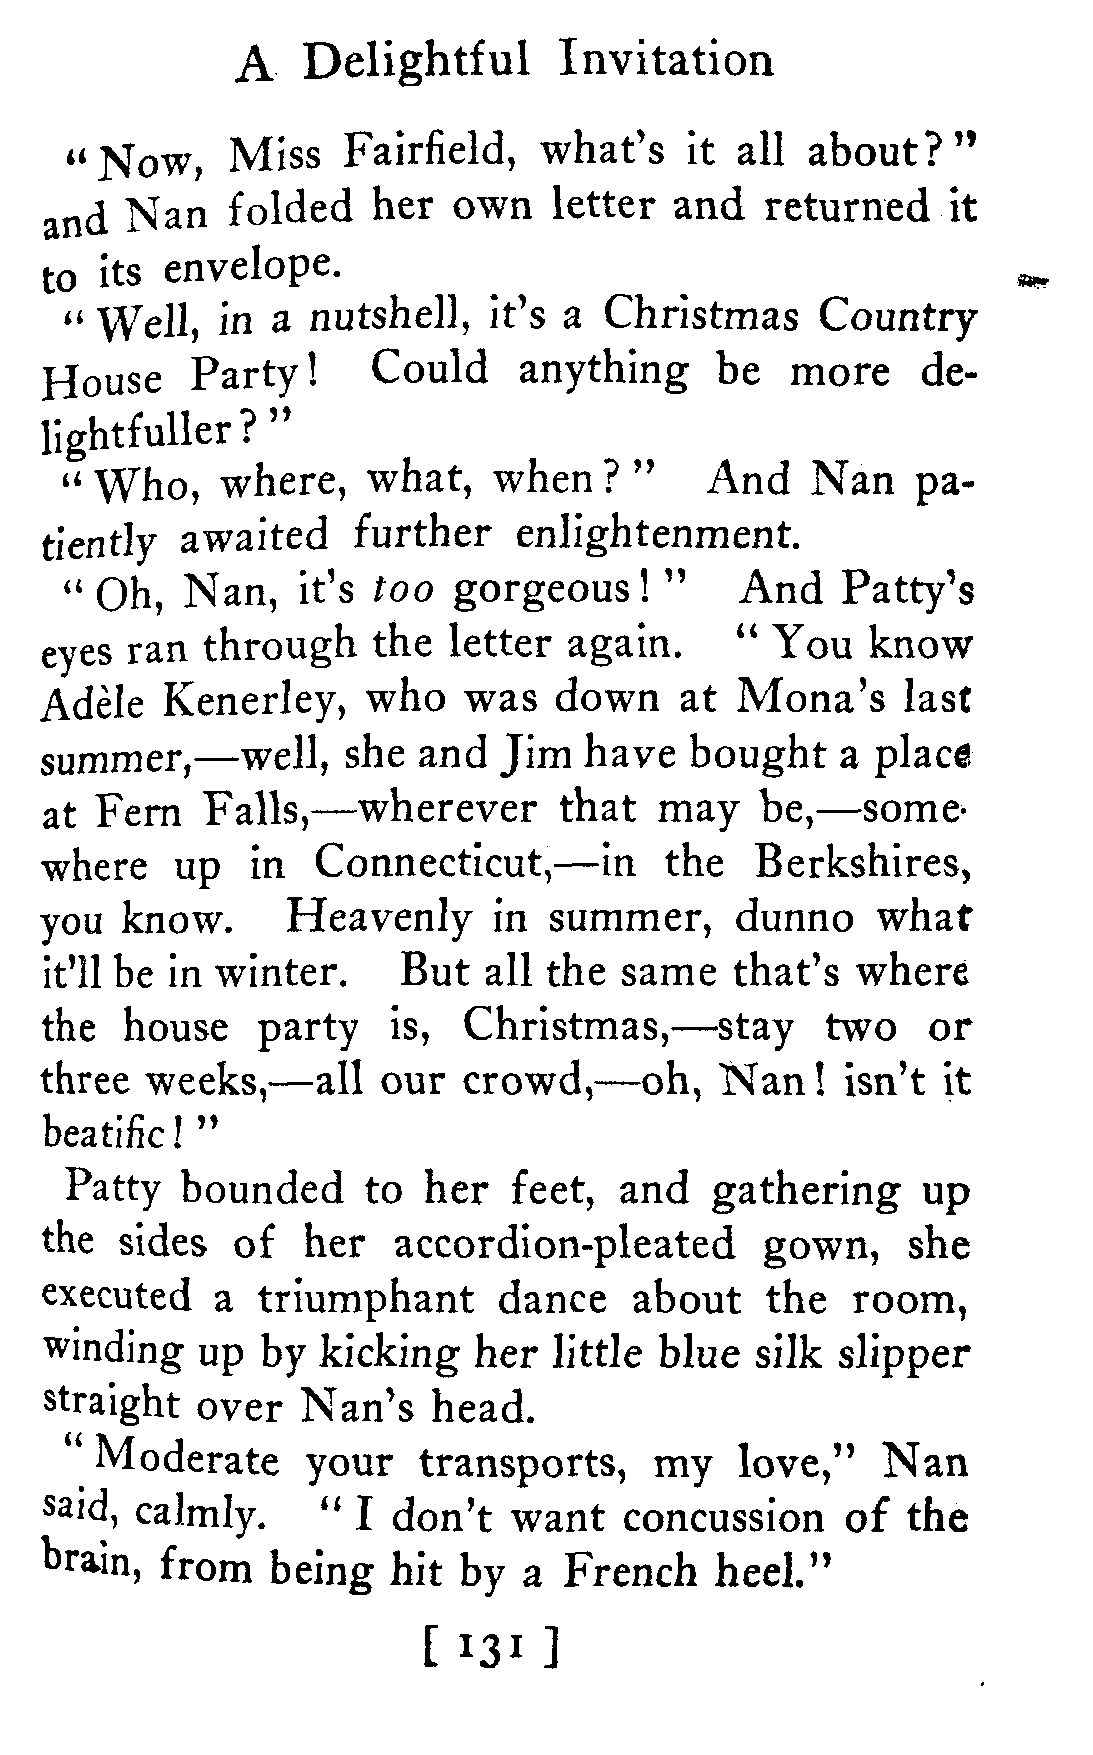 A Delightful Invitation
“Now, Miss Fairfield, what’s it all about?”
and Nan folded her own letter and returned it
to its envelope.
“Well, in a nutshell, it’s a Christmas Country
House Party! Could anything be more de-
lightfuller?”
“Who, where, what, when?” And Nan pa-
tiently awaited further enlightenment.
“Oh, Nan, it’s too gorgeous!” And Patty’s
eyes ran through the letter again. “You know
Adèle Kenerley, who was down at Mona’s last
summer,—well, she and Jim have bought a place
at Fern Falls,—wherever that may be,—some-
where up in Connecticut,—in the Berkshires,
you know. Heavenly in summer, dunno what
it’ll be in winter. But all the same that’s where
the house party is, Christmas,—stay two or
three weeks,—all our crowd,—oh, Nan! isn’t it
beatific!”
Patty bounded to her feet, and gathering up
the sides of her accordion-pleated gown, she
executed a triumphant dance about the room,
winding up by kicking her little blue silk slipper
straight over Nan’s head.
“Moderate your transports, my love,” Nan
said, calmly. “I don’t want concussion of the
brain, from being hit by a French heel.”
[ 131 ]